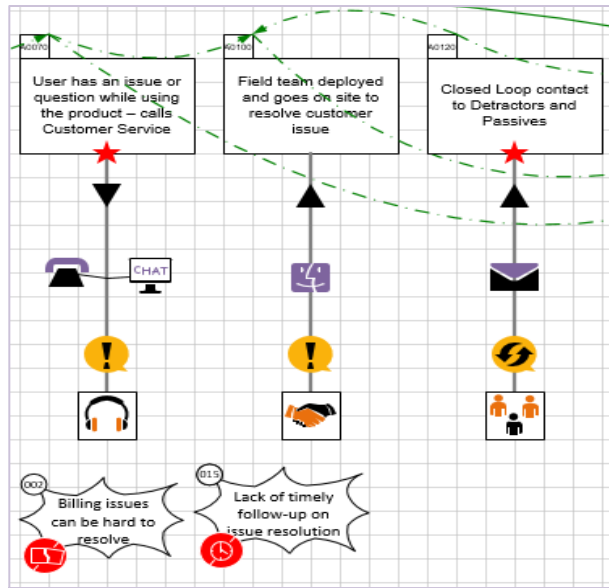 A0070
User has an issue or
question while using
the product – calls
Customer Service
A0100
Field team deployed
and goes on site to
resolve customer
issue
A0120
Closed Loop contact
to Detractors and
Passives
CHAT
!
!
002
Billing issues
can be hard to
resolve
015
Lack of timely
follow-up on
issue resolution